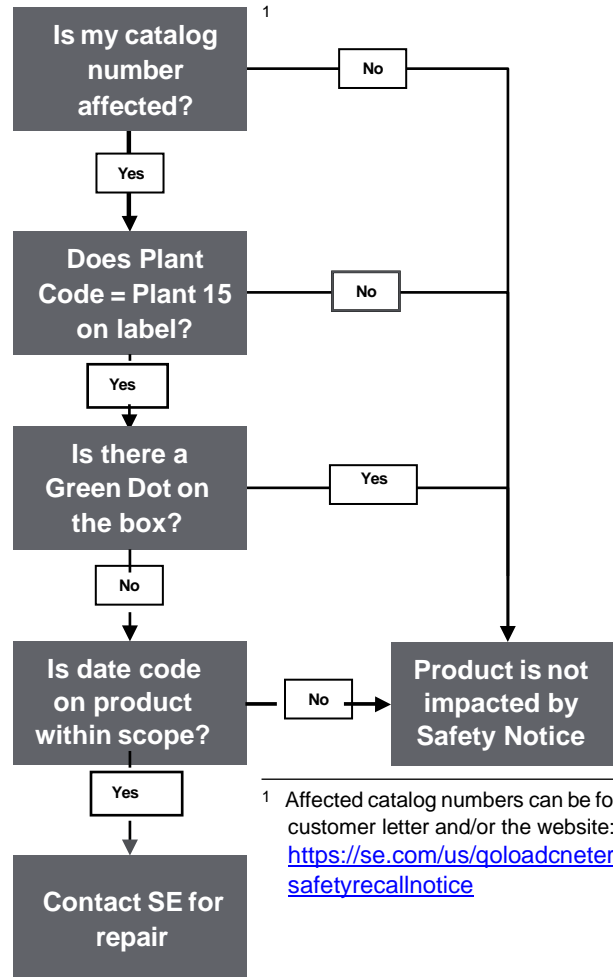 Is my catalog
number
affected?
1
No
Yes
Does Plant
Code = Plant 15
on label?
No
Yes
Is there a
Green Dot on
the box?
Yes
No
Is date code
on product
within scope?
No
Product is not
impacted by
Safety Notice
Yes
1 Affected catalog numbers can be fo
customer letter and/or the website:
https://se.com/us/qoloadcneter
safetyrecallnotice
Contact SE for
repair